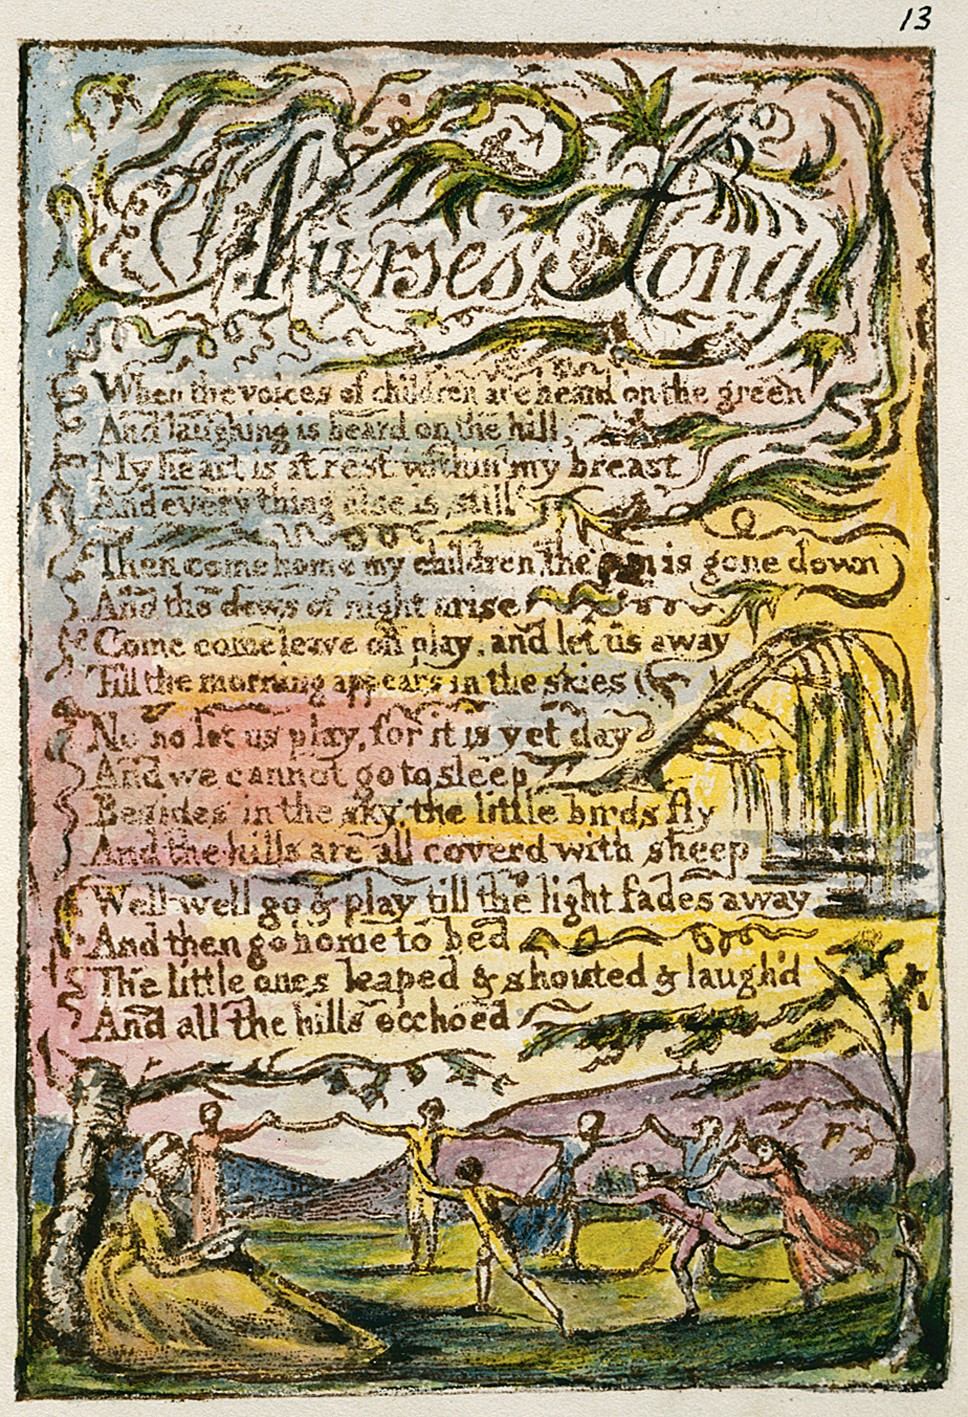 13
Nurse's Song
When the voices of children are heard on the green
And laughing is heard on the hill,
My heart is at rest within my breast
And every thing else is still
Then come home my children, the sun is gone down
And the dews of night arise
Come come leave off play, and let us away
Till the morning appears in the skies
No no let us play, for it is yet day
And we cannot go to sleep
Besides in the sky, the little birds fly
And the hills are all coverd with sheep
Well well go & play till the light fades away
And then go home to bed
The little ones leaped & shouted & laugh'd
And all the hills ecchoed